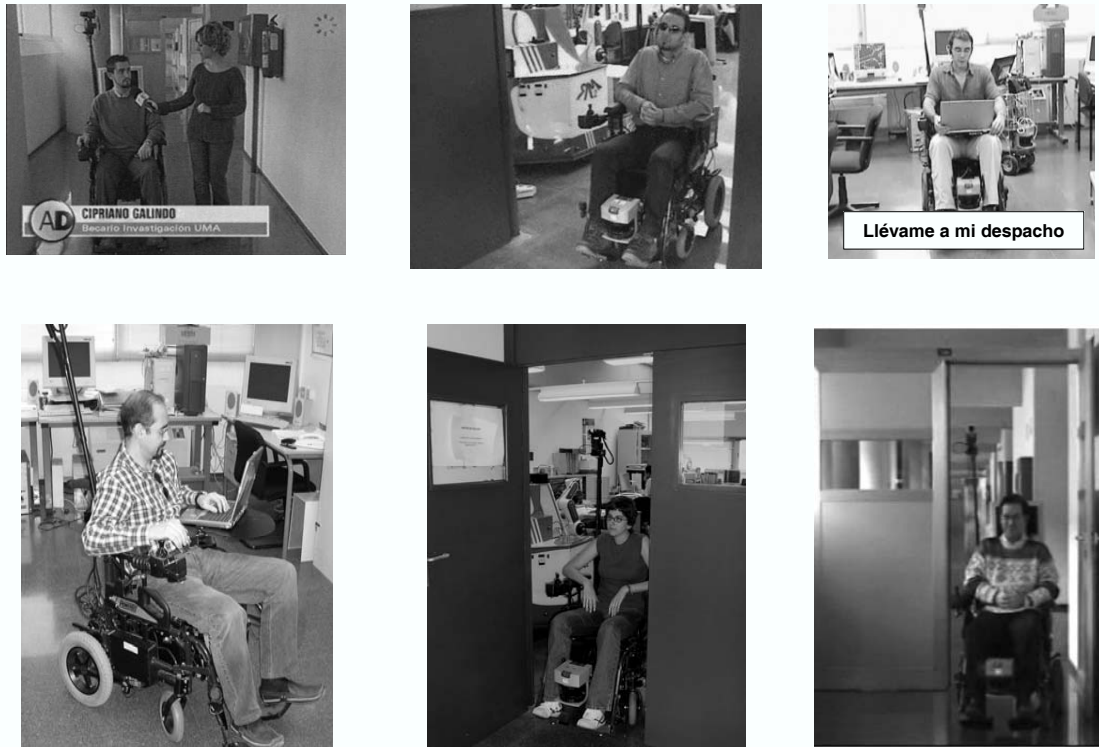 AD
CIPRIANO GALINDO
Becario Investigación UMA
Llévame a mi despacho